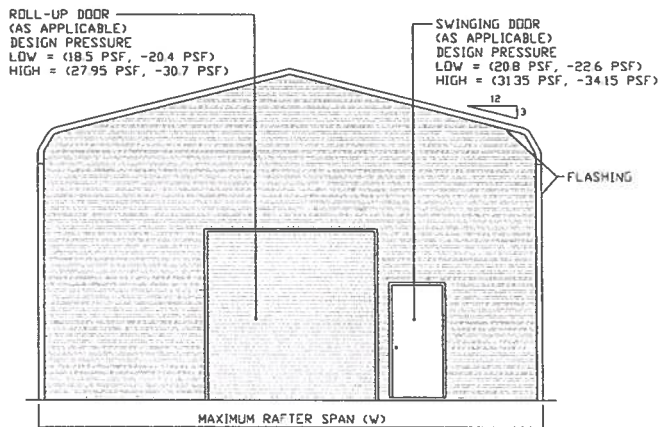 ROLL-UP DOOR
(AS APPLICABLE)
DESIGN PRESSURE
LOW = (18.5 PSF, -20.4 PSF)
HIGH = (27.95 PSF, -30.7 PSF)
SWINGING DOOR
(AS APPLICABLE)
DESIGN PRESSURE
LOW = (20.8 PSF, -22.6 PSF)
HIGH = (31.35 PSF, -34.15 PSF)
12
3
FLASHING
MAXIMUM RAFTER SPAN (W)